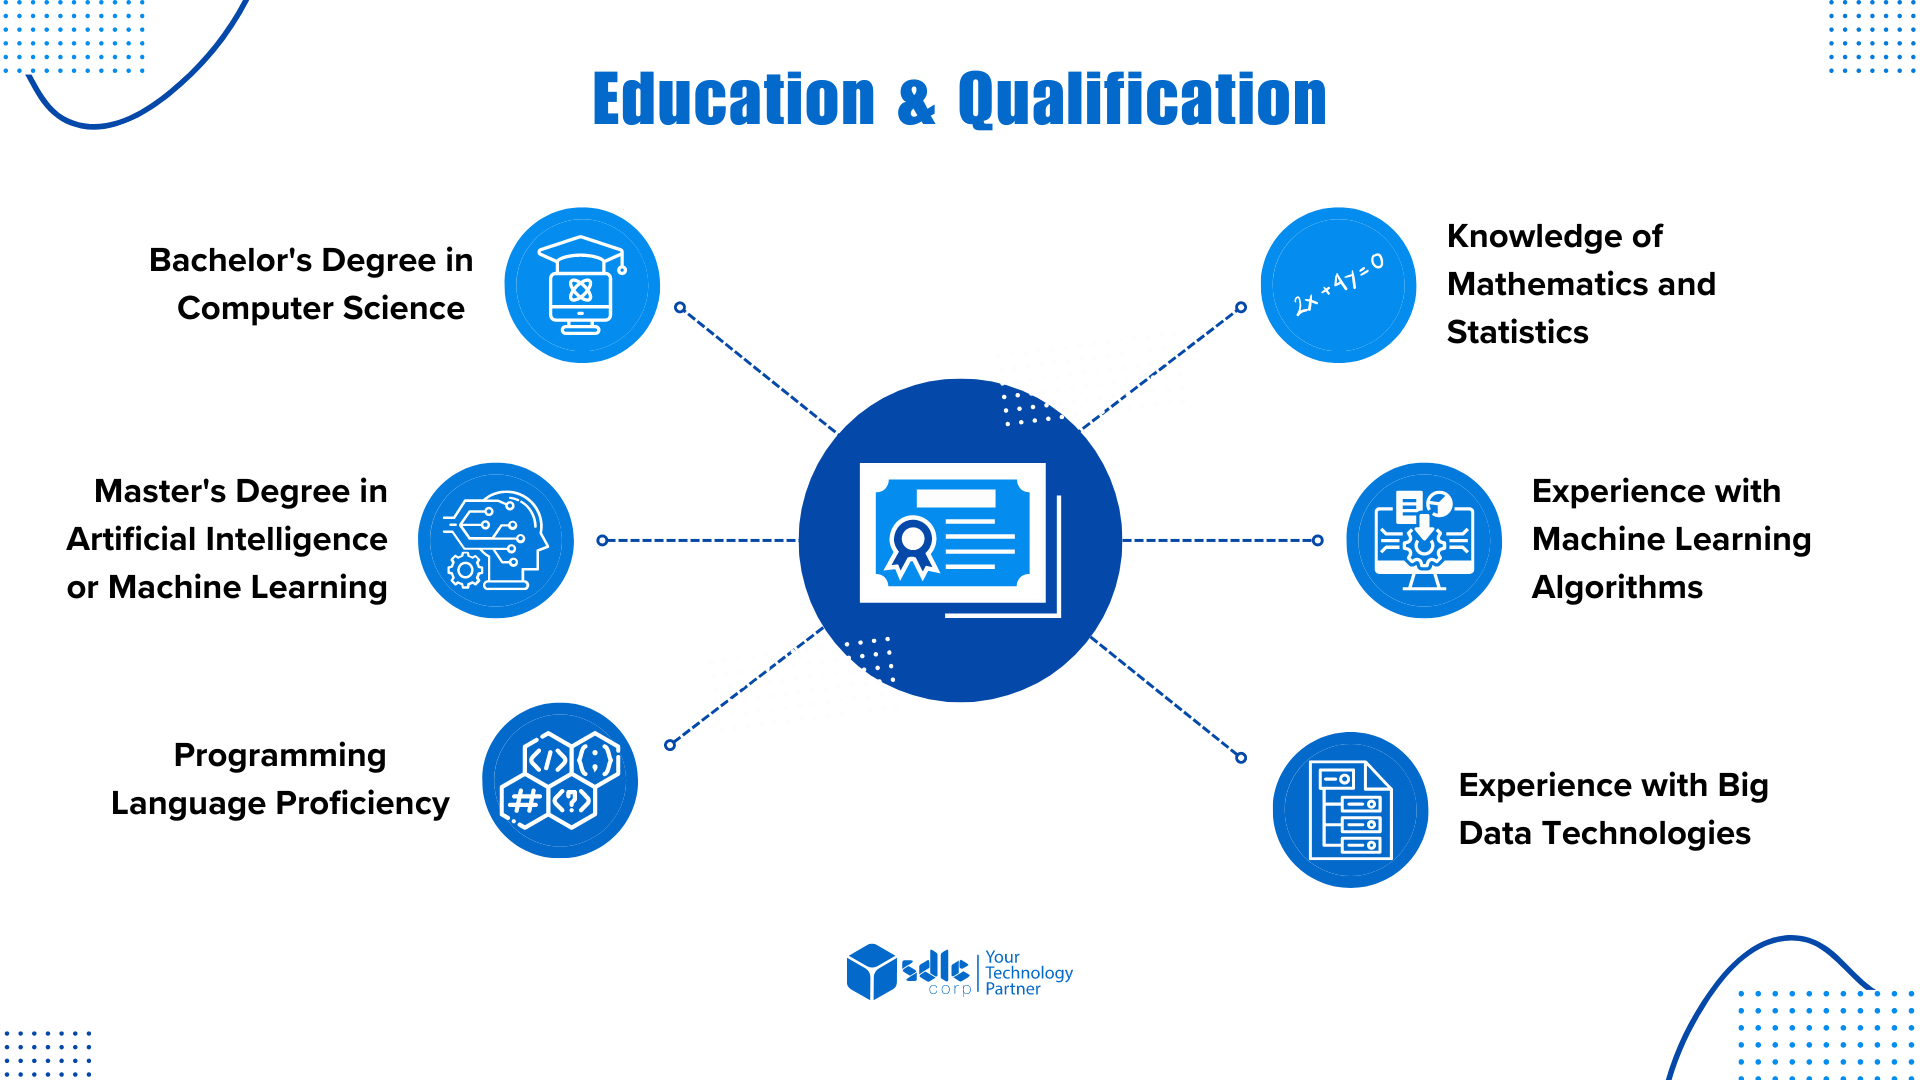 Education & Qualification
Bachelor's Degree in
Computer Science
Master's Degree in
Artificial Intelligence
or Machine Learning
Programming
Language Proficiency
2x + 4y = 0
Knowledge of
Mathematics and
Statistics
Experience with
Machine Learning
Algorithms
Experience with Big
Data Technologies
</>
{;}
#
<?>
sdlc
corp
Your
Technology
Partner